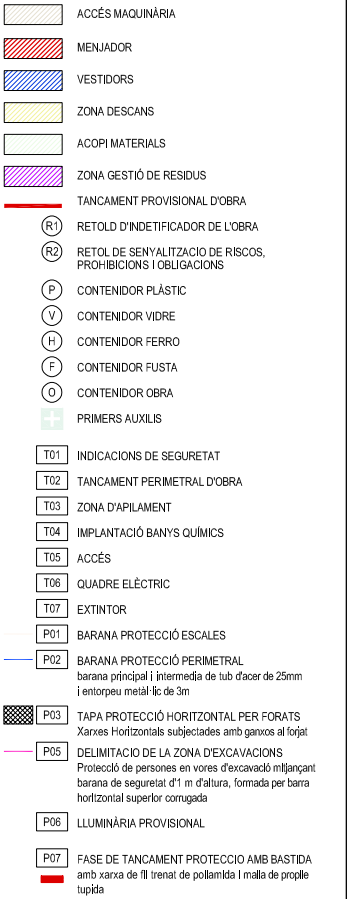 ACCÉS MAQUINÀRIA
MENJADOR
VESTIDORS
ZONA DESCANS
ACOPI MATERIALS
ZONA GESTIÓ DE RESIDUS
TANCAMENT PROVISIONAL D'OBRA
R1 RETOLD D'INDETIFICADOR DE L'OBRA
R2 RETOL DE SENYALITZACIO DE RISCOS,
PROHIBICIONS I OBLIGACIONS
P CONTENIDOR PLÀSTIC
V CONTENIDOR VIDRE
H CONTENIDOR FERRO
F CONTENIDOR FUSTA
O CONTENIDOR OBRA
PRIMERS AUXILIS
T01 INDICACIONS DE SEGURETAT
T02 TANCAMENT PERIMETRAL D'OBRA
T03 ZONA D'APILAMENT
T04 IMPLANTACIÓ BANYS QUÍMICS
T05 ACCÉS
T06 QUADRE ELÈCTRIC
T07 EXTINTOR
P01 BARANA PROTECCIÓ ESCALES
P02 BARANA PROTECCIÓ PERIMETRAL
barana principal i intermedia de tub d'acer de 25mm
i entorpeu metàl·lic de 3m
P03 TAPA PROTECCIÓ HORITZONTAL PER FORATS
Xarxes Horitzontals subjectades amb ganxos al forjat
P05 DELIMITACIO DE LA ZONA D'EXCAVACIONS
Protecció de persones en vores d'excavació mitjançant
barana de seguretat d'1 m d'altura, formada per barra
horitzontal superior corrugada
P06 LLUMINÀRIA PROVISIONAL
P07 FASE DE TANCAMENT PROTECCIO AMB BASTIDA
amb xarxa de fil trenat de poliamida i malla de proplie
tupida